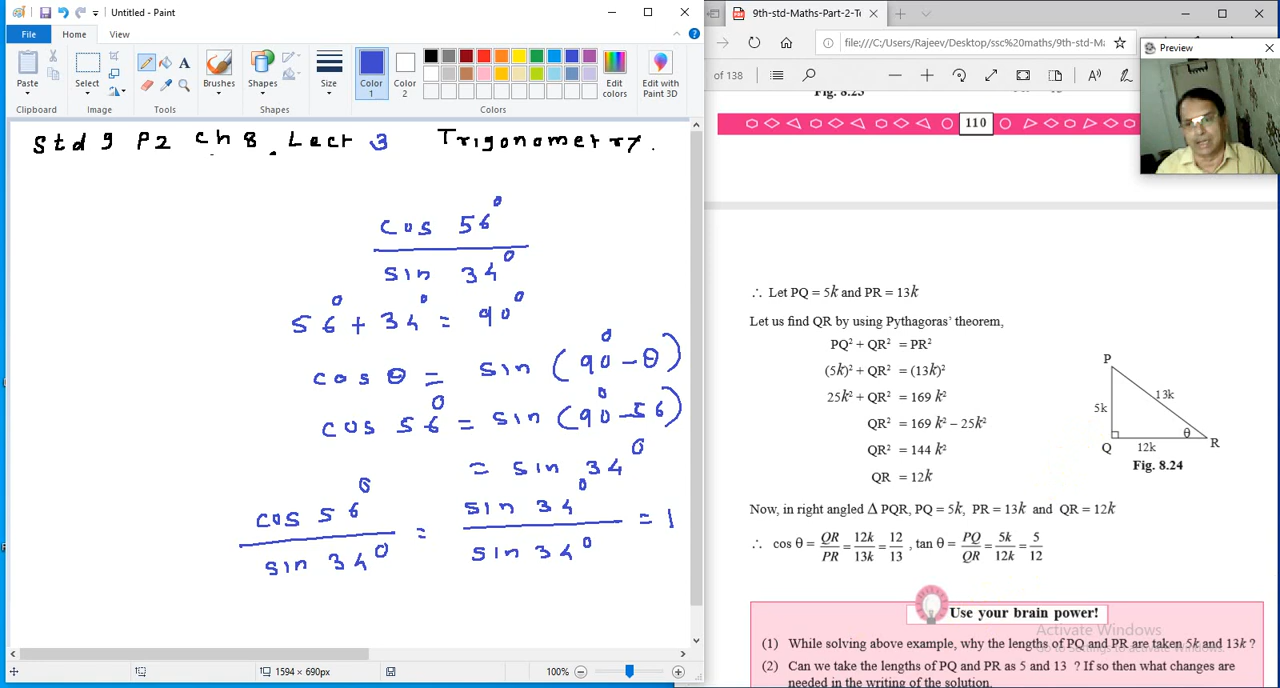 Untitled - Paint
File Home View
Paste
Select
Brushes
Shapes
Size
Color 1
Color 2
Edit colors
Edit with Paint 3D
Clipboard Image Tools Shapes Colors
Std 9 P2 Ch 8 Lect 3 Trigonometry.
cos 56°
sin 34°
56° + 34° = 90°
cos θ = sin (90° – θ)
cos 56° = sin (90° – 56)
= sin 34°
cos 56° / sin 34° = sin 34° / sin 34° = 1
1594 × 690px
100%
9th-std-Maths-Part-2-Te
file:///C:/Users/Rajeev/Desktop/ssc%20maths/9th-std-Ma
Preview
of 138
Fig. 8.23
110
∴ Let PQ = 5k and PR = 13k
Let us find QR by using Pythagoras' theorem,
PQ² + QR² = PR²
(5k)² + QR² = (13k)²
25k² + QR² = 169 k²
QR² = 169 k² – 25k²
QR² = 144 k²
QR = 12k
P
13k
5k
θ
Q
12k
R
Fig. 8.24
Now, in right angled Δ PQR, PQ = 5k, PR = 13k and QR = 12k
∴ cos θ = QR/PR = 12k/13k = 12/13 , tan θ = PQ/QR = 5k/12k = 5/12
Use your brain power!
Activate Windows
(1) While solving above example, why the lengths of PQ and PR are taken 5k and 13k ?
(2) Can we take the lengths of PQ and PR as 5 and 13 ? If so then what changes are
needed in the writing of the solution.